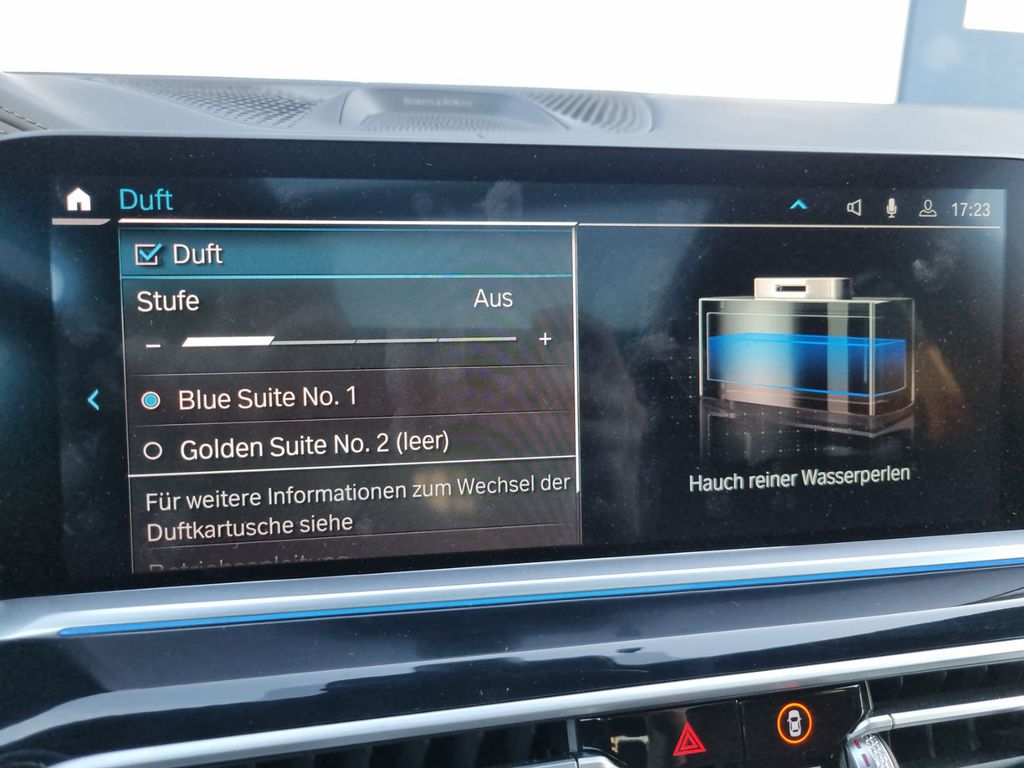 Duft
17:23
Duft
Stufe Aus
– +
Blue Suite No. 1
Golden Suite No. 2 (leer)
Für weitere Informationen zum Wechsel der
Duftkartusche siehe
Hauch reiner Wasserperlen